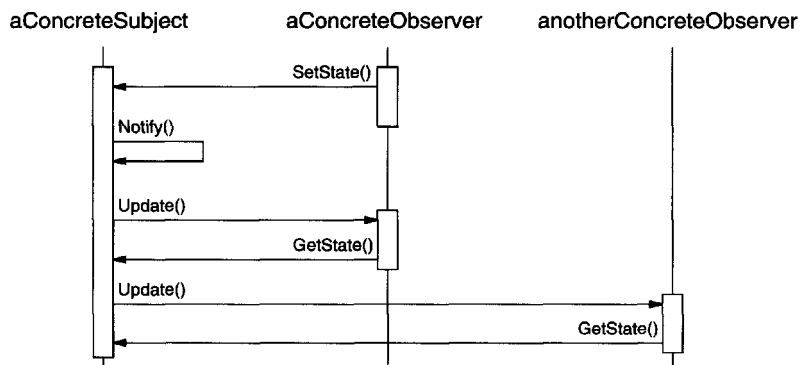 aConcreteSubject aConcreteObserver anotherConcreteObserver
SetState()
Notify()
Update()
GetState()
Update()
GetState()